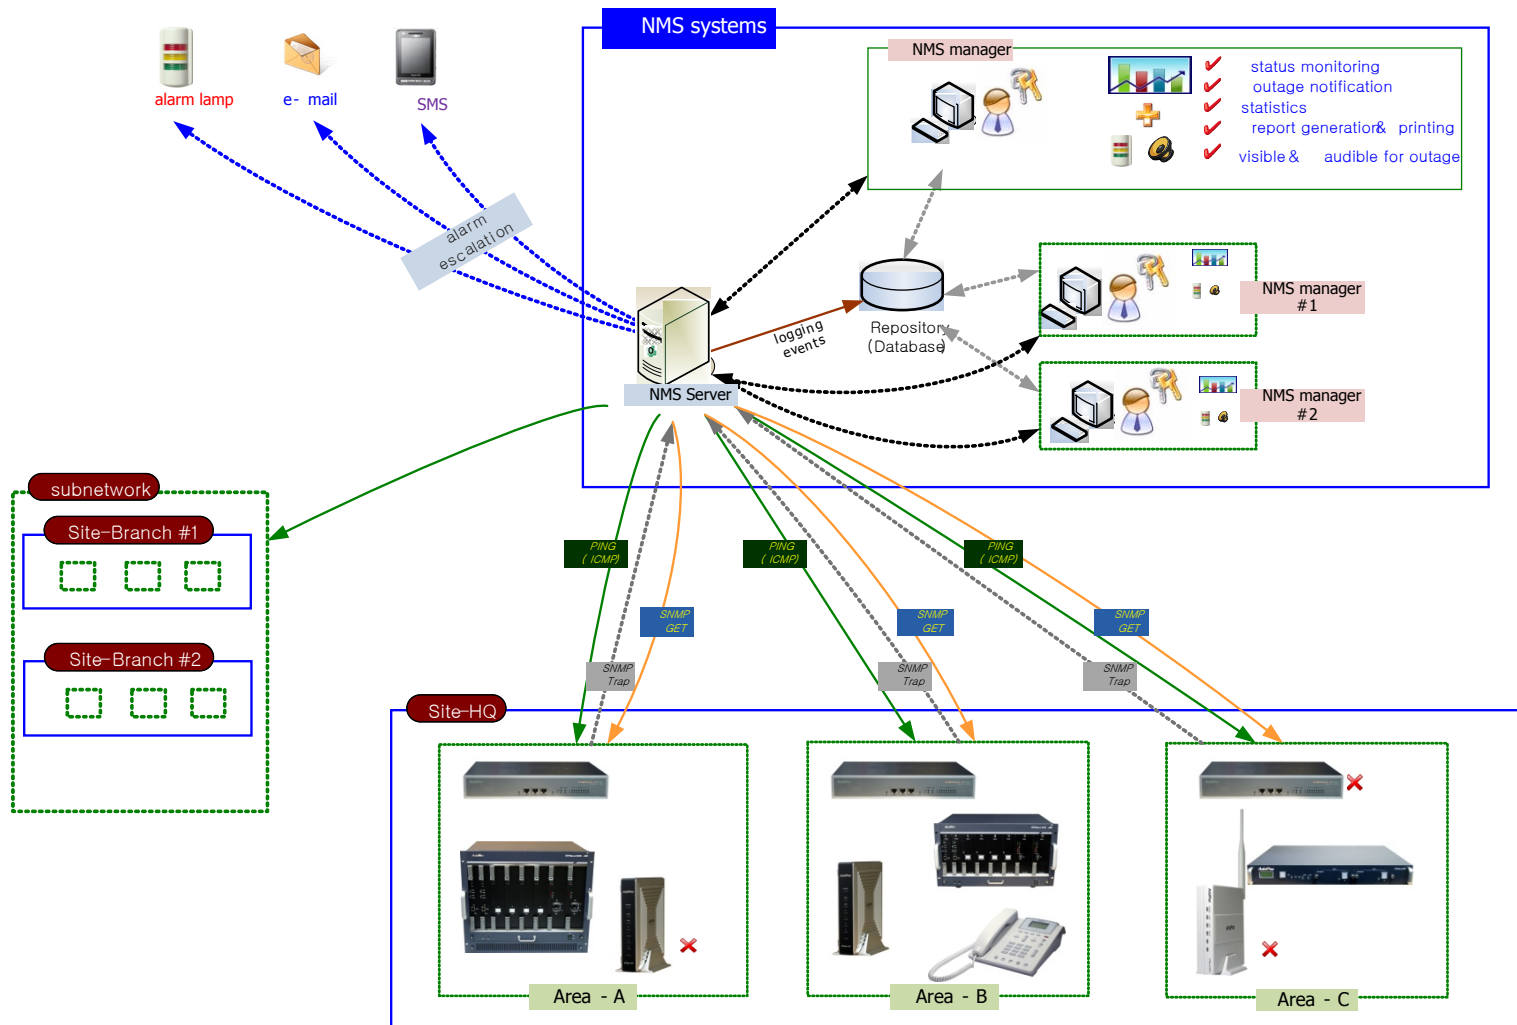 NMS systems
NMS manager
status monitoring
outage notification
statistics
report generation& printing
visible & audible for outage
alarm lamp
e- mail
SMS
alarm
escalation
NMS manager
#1
Repository
(Database)
logging
events
NMS Server
NMS manager
#2
subnetwork
Site-Branch #1
Site-Branch #2
PING
( ICMP)
PING
( ICMP)
PING
( ICMP)
SNMP
GET
SNMP
GET
SNMP
GET
SNMP
Trap
SNMP
Trap
SNMP
Trap
Site-HQ
Area - A
Area - B
Area - C